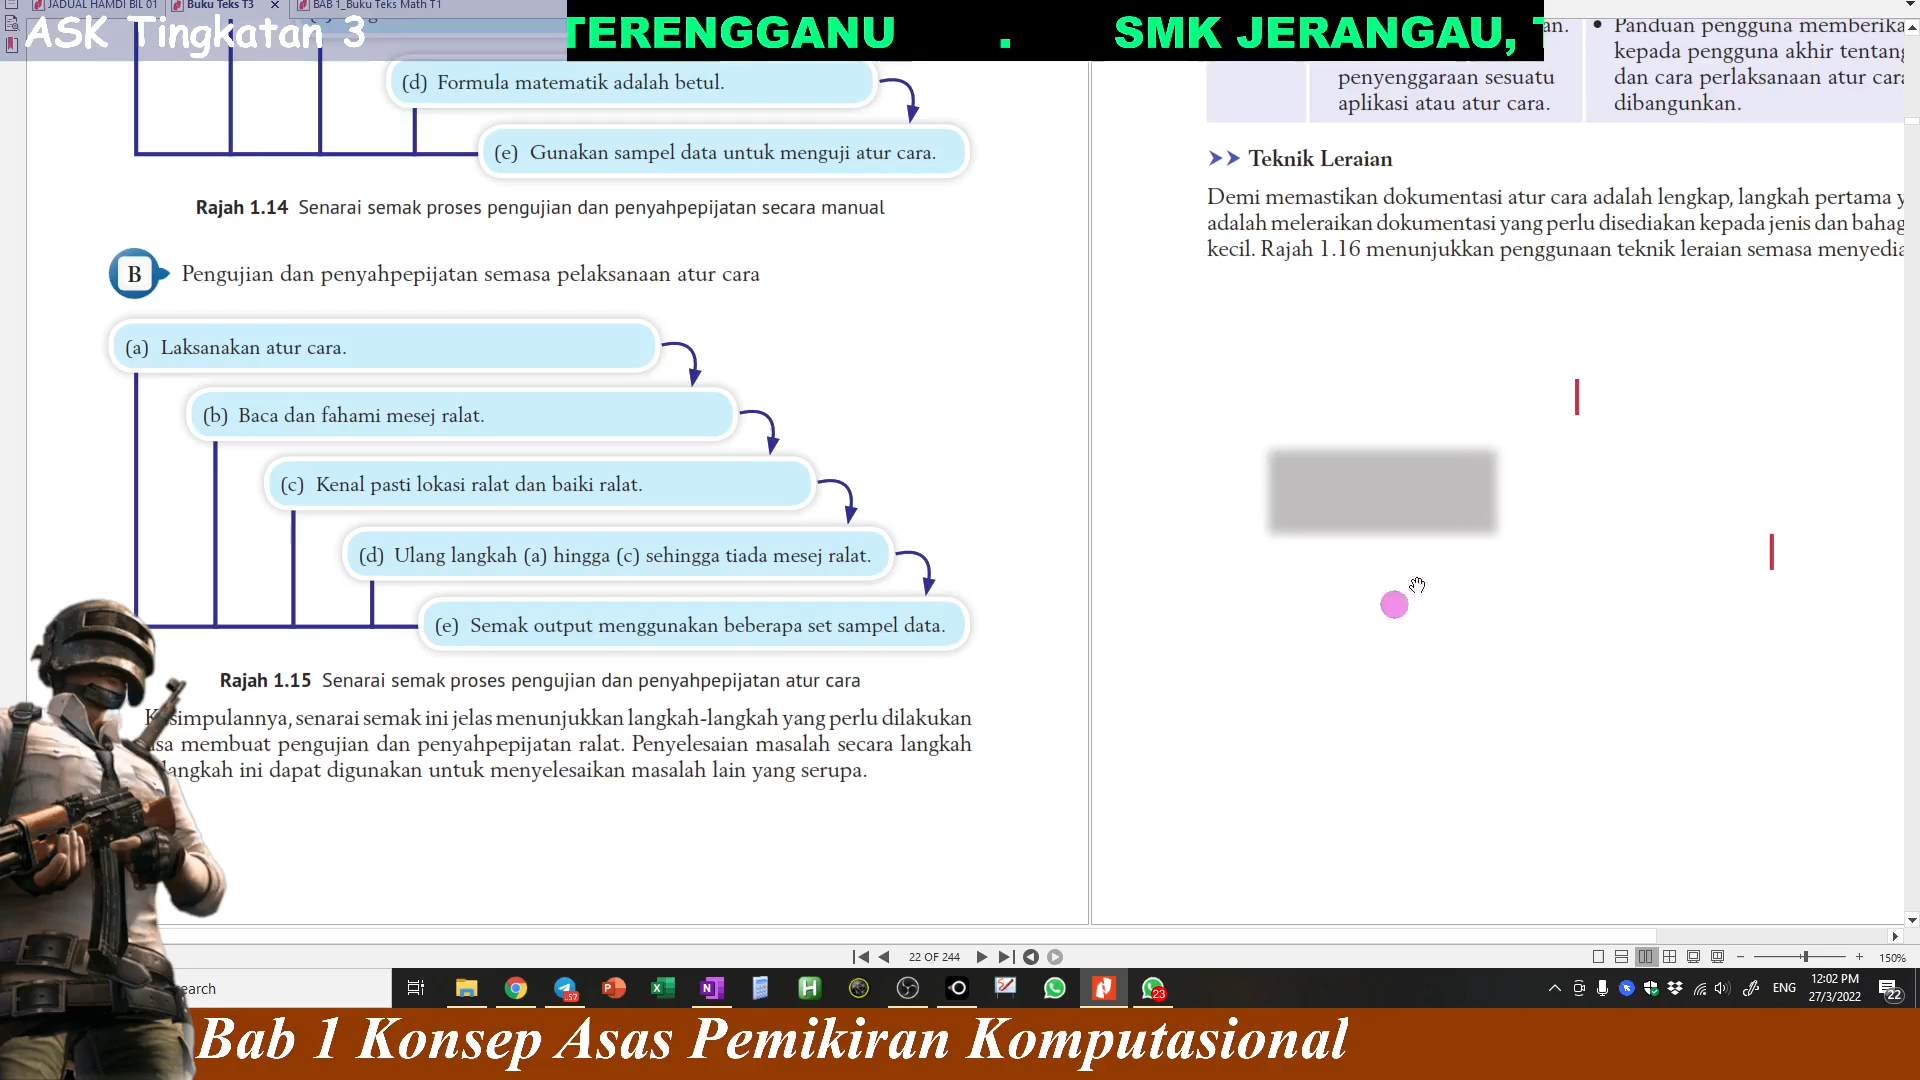 JADUAL HAMDI BIL 01
Buku Teks T3
BAB 1_Buku Teks Math T1
ASK Tingkatan 3
TERENGGANU . SMK JERANGAU,
(d) Formula matematik adalah betul.
(e) Gunakan sampel data untuk menguji atur cara.
Rajah 1.14 Senarai semak proses pengujian dan penyahpepijatan secara manual
B Pengujian dan penyahpepijatan semasa pelaksanaan atur cara
(a) Laksanakan atur cara.
(b) Baca dan fahami mesej ralat.
(c) Kenal pasti lokasi ralat dan baiki ralat.
(d) Ulang langkah (a) hingga (c) sehingga tiada mesej ralat.
(e) Semak output menggunakan beberapa set sampel data.
Rajah 1.15 Senarai semak proses pengujian dan penyahpepijatan atur cara
simpulannya, senarai semak ini jelas menunjukkan langkah-langkah yang perlu dilakukan
membuat pengujian dan penyahpepijatan ralat. Penyelesaian masalah secara langkah
langkah ini dapat digunakan untuk menyelesaikan masalah lain yang serupa.
an.
penyenggaraan sesuatu
aplikasi atau atur cara.
• Panduan pengguna memberika
kepada pengguna akhir tentang
dan cara perlaksanaan atur cara
dibangunkan.
Teknik Leraian
Demi memastikan dokumentasi atur cara adalah lengkap, langkah pertama y
adalah meleraikan dokumentasi yang perlu disediakan kepada jenis dan bahag
kecil. Rajah 1.16 menunjukkan penggunaan teknik leraian semasa menyedia
22 OF 244
150%
earch
57
23
ENG
12:02 PM
27/3/2022
22
Bab 1 Konsep Asas Pemikiran Komputasional